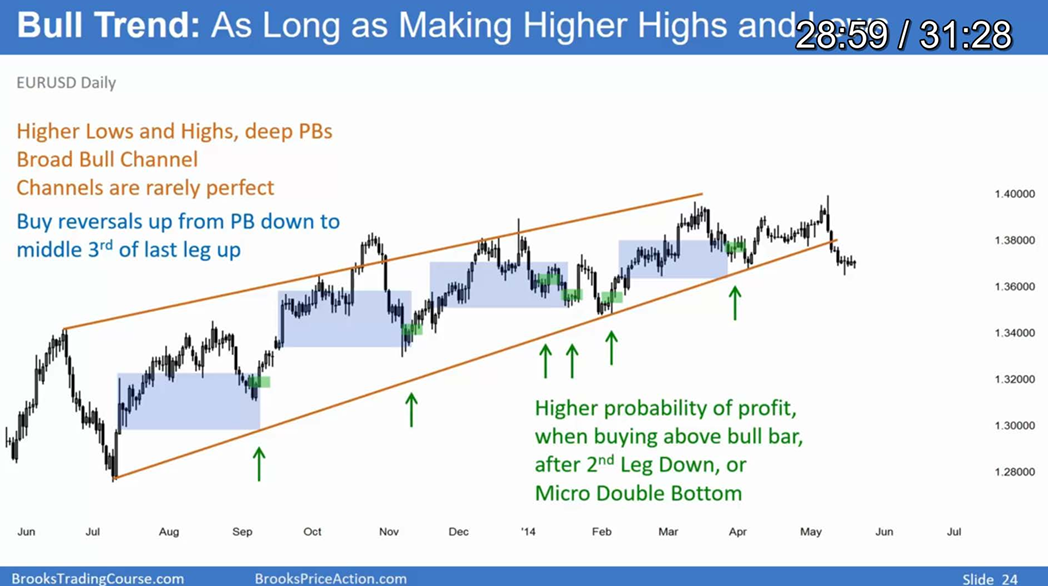 Bull Trend: As Long as Making Higher Highs and
28:59 / 31:28
EURUSD Daily
Higher Lows and Highs, deep PBs
Broad Bull Channel
Channels are rarely perfect
Buy reversals up from PB down to
middle 3rd of last leg up
1.40000
1.38000
1.36000
1.34000
1.32000
1.30000
1.28000
Higher probability of profit,
when buying above bull bar,
after 2nd Leg Down, or
Micro Double Bottom
Jun Jul Aug Sep Oct Nov Dec '14 Feb Mar Apr May Jun Jul
BrooksTradingCourse.com BrooksPriceAction.com Slide 24